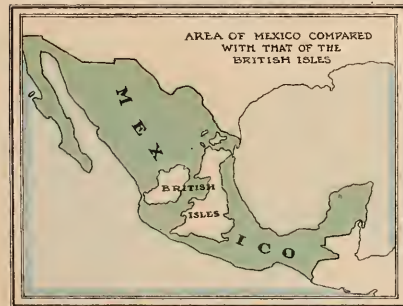 AREA OF MEXICO COMPARED
WITH THAT OF THE
BRITISH ISLES
MEX
BRITISH
ISLES
ICO